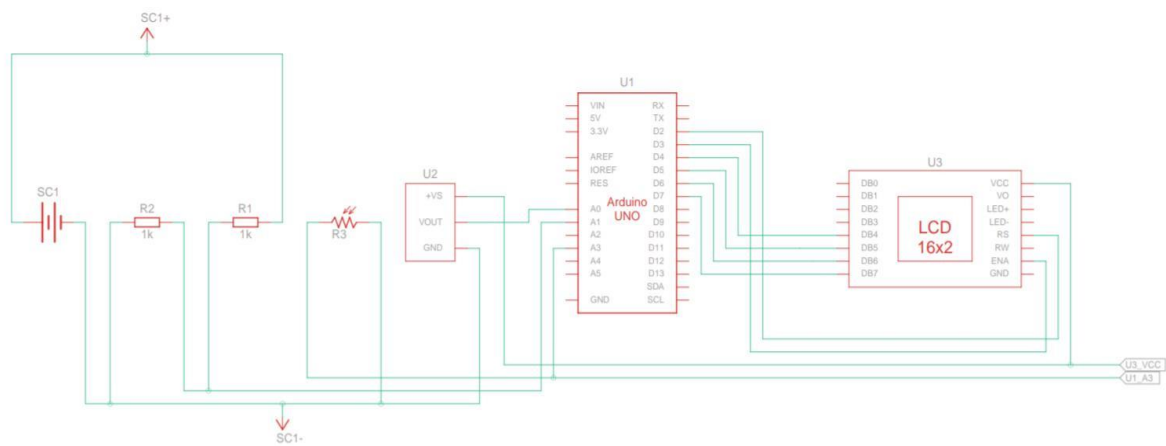 SC1+
SC1
R2
1k
R1
1k
R3
U2
+VS
VOUT
GND
U1
VIN
5V
3.3V
AREF
IOREF
RES
A0
A1
A2
A3
A4
A5
GND
Arduino
UNO
RX
TX
D2
D3
D4
D5
D6
D7
D8
D9
D10
D11
D12
D13
SDA
SCL
U3
DB0
DB1
DB2
DB3
DB4
DB5
DB6
DB7
LCD
16x2
VCC
VO
LED+
LED-
RS
RW
ENA
GND
U3_VCC
U1_A3
SC1-